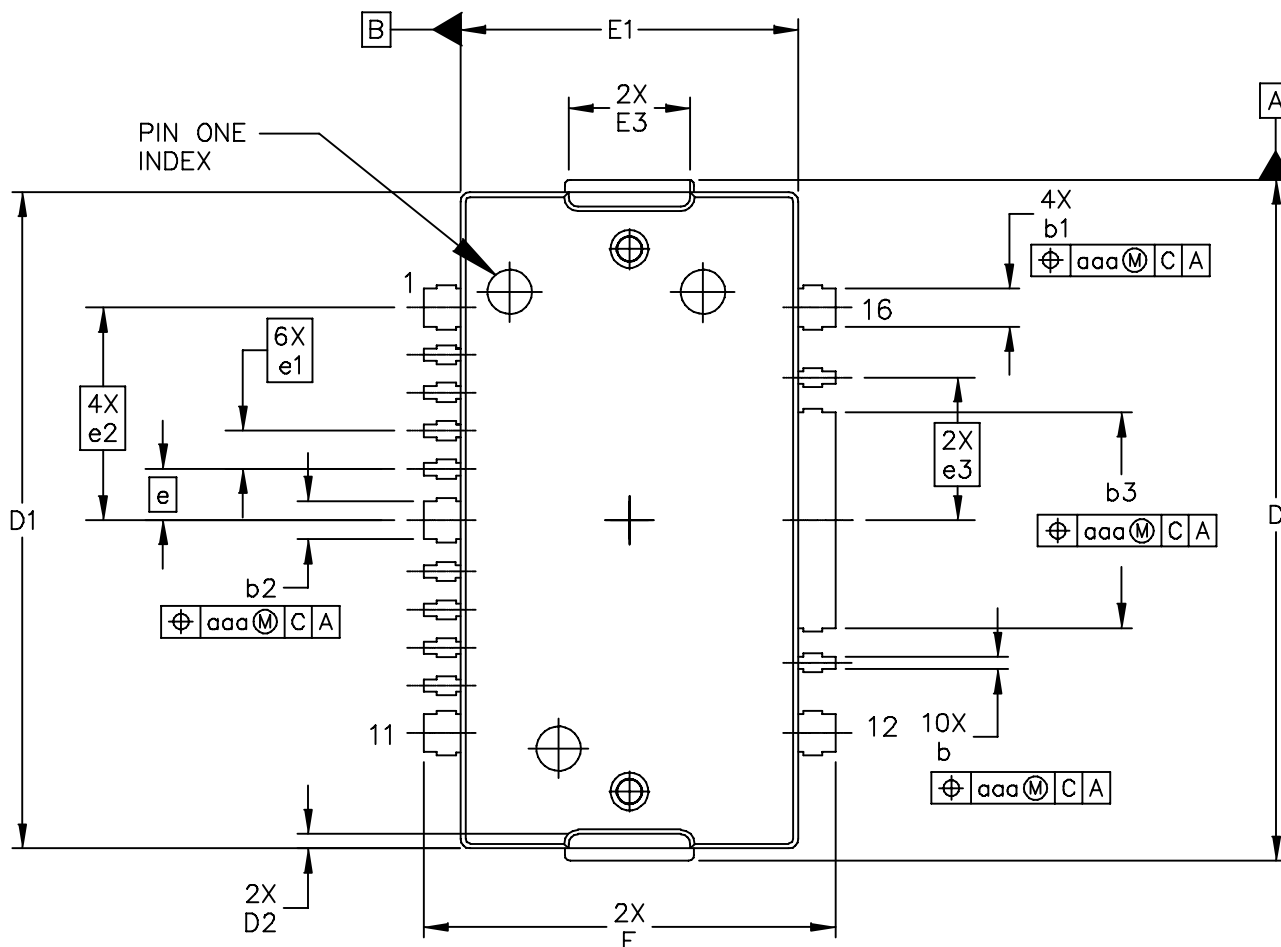 B
E1
2X
E3
A
PIN ONE
INDEX
4X
b1
⌖ aaa Ⓜ C A
1
16
6X
e1
4X
e2
2X
e3
e
b3
⌖ aaa Ⓜ C A
D1
D
b2
⌖ aaa Ⓜ C A
11
12
10X
b
⌖ aaa Ⓜ C A
2X
D2
2X